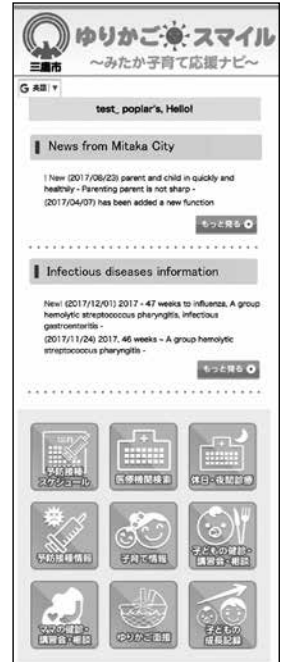 ゆりかご スマイル
三鷹市
～みたか子育て応援ナビ～
G 英語 ▼
test_ poplar's, Hello!
News from Mitaka City
! New (2017/08/23) parent and child in quickly and
healthily - Parenting parent is not sharp -
(2017/04/07) has been added a new function
もっと見る
Infectious diseases information
New! (2017/12/01) 2017 - 47 weeks to influenza, A group
hemolytic streptococcus pharyngitis, infectious
gastroenteritis -
(2017/11/24) 2017, 46 weeks ~ A group hemolytic
streptococcus pharyngitis -
もっと見る
予防接種
スケジュール
医療機関検索
休日・夜間診療
予防接種情報
子育て情報
子どもの健診・
講習会・相談
ママの健診・
講習会・相談
ゆりかご面接
子どもの
成長記録